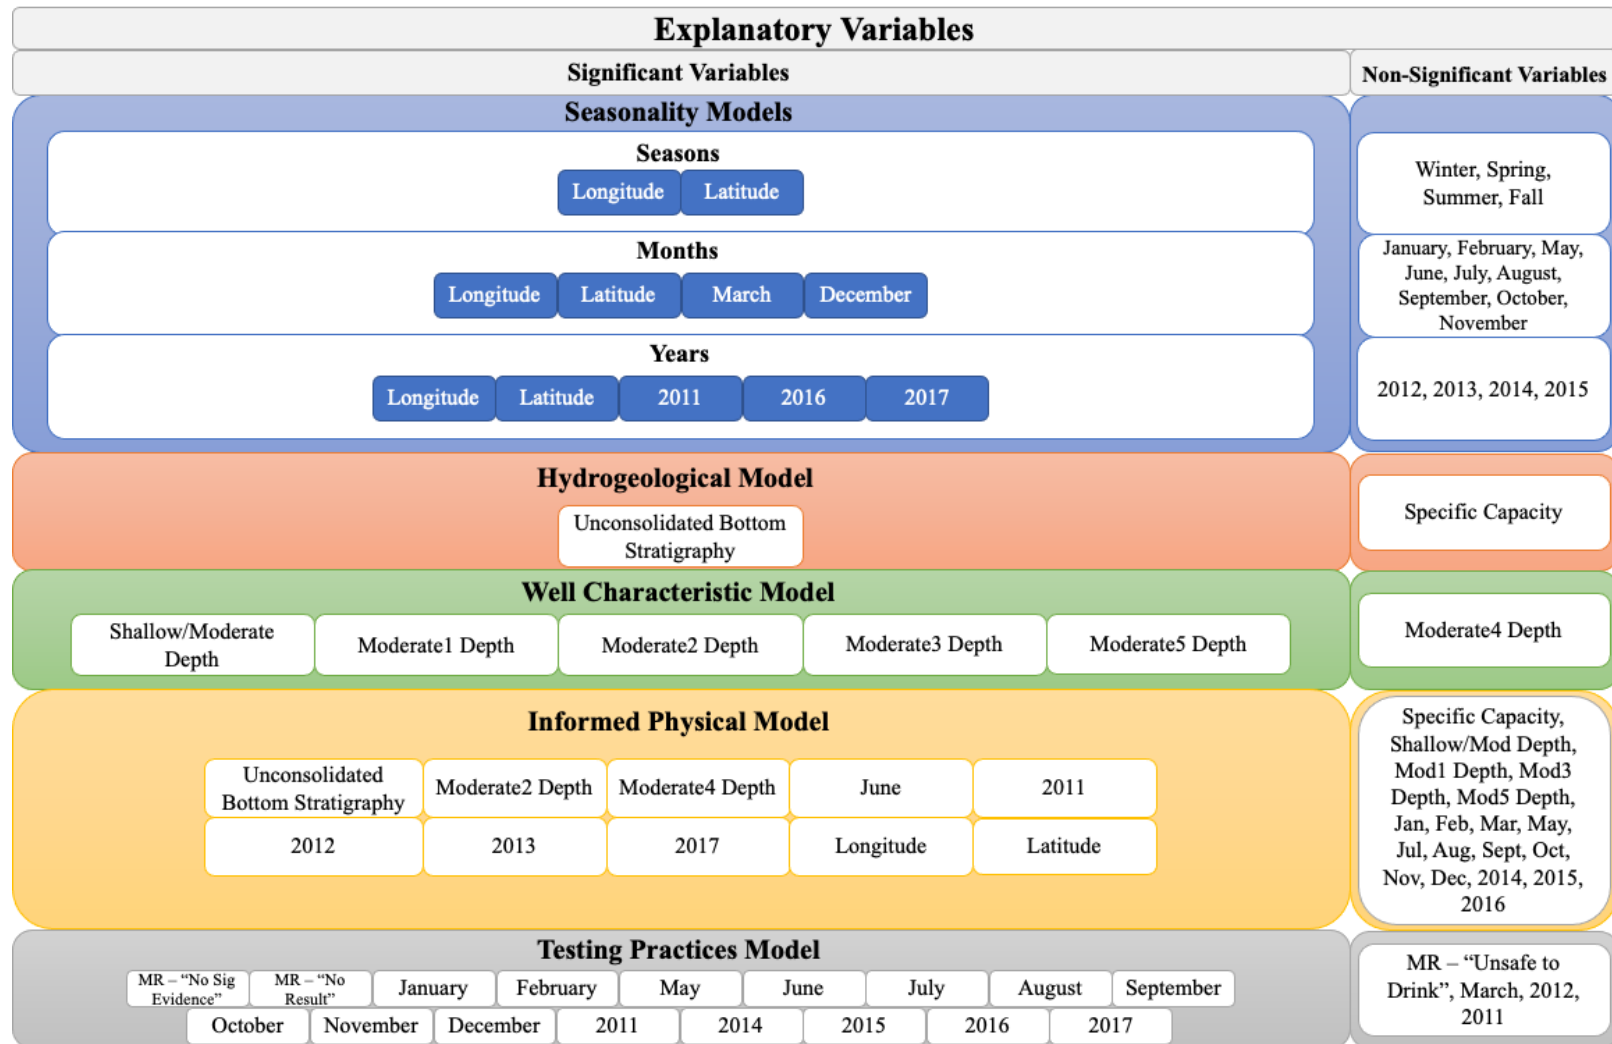 Explanatory Variables
Significant Variables
Non-Significant Variables
Seasonality Models
Seasons
Longitude
Latitude
Winter, Spring,
Summer, Fall
Months
Longitude
Latitude
March
December
January, February, May,
June, July, August,
September, October,
November
Years
Longitude
Latitude
2011
2016
2017
2012, 2013, 2014, 2015
Hydrogeological Model
Unconsolidated Bottom
Stratigraphy
Specific Capacity
Well Characteristic Model
Shallow/Moderate
Depth
Moderate1 Depth
Moderate2 Depth
Moderate3 Depth
Moderate5 Depth
Moderate4 Depth
Informed Physical Model
Unconsolidated
Bottom Stratigraphy
Moderate2 Depth
Moderate4 Depth
June
2011
2012
2013
2017
Longitude
Latitude
Specific Capacity,
Shallow/Mod Depth,
Mod1 Depth, Mod3
Depth, Mod5 Depth,
Jan, Feb, Mar, May,
Jul, Aug, Sept, Oct,
Nov, Dec, 2014, 2015,
2016
Testing Practices Model
MR – “No Sig
Evidence”
MR – “No
Result”
January
February
May
June
July
August
September
October
November
December
2011
2014
2015
2016
2017
MR – “Unsafe to
Drink”, March, 2012,
2011